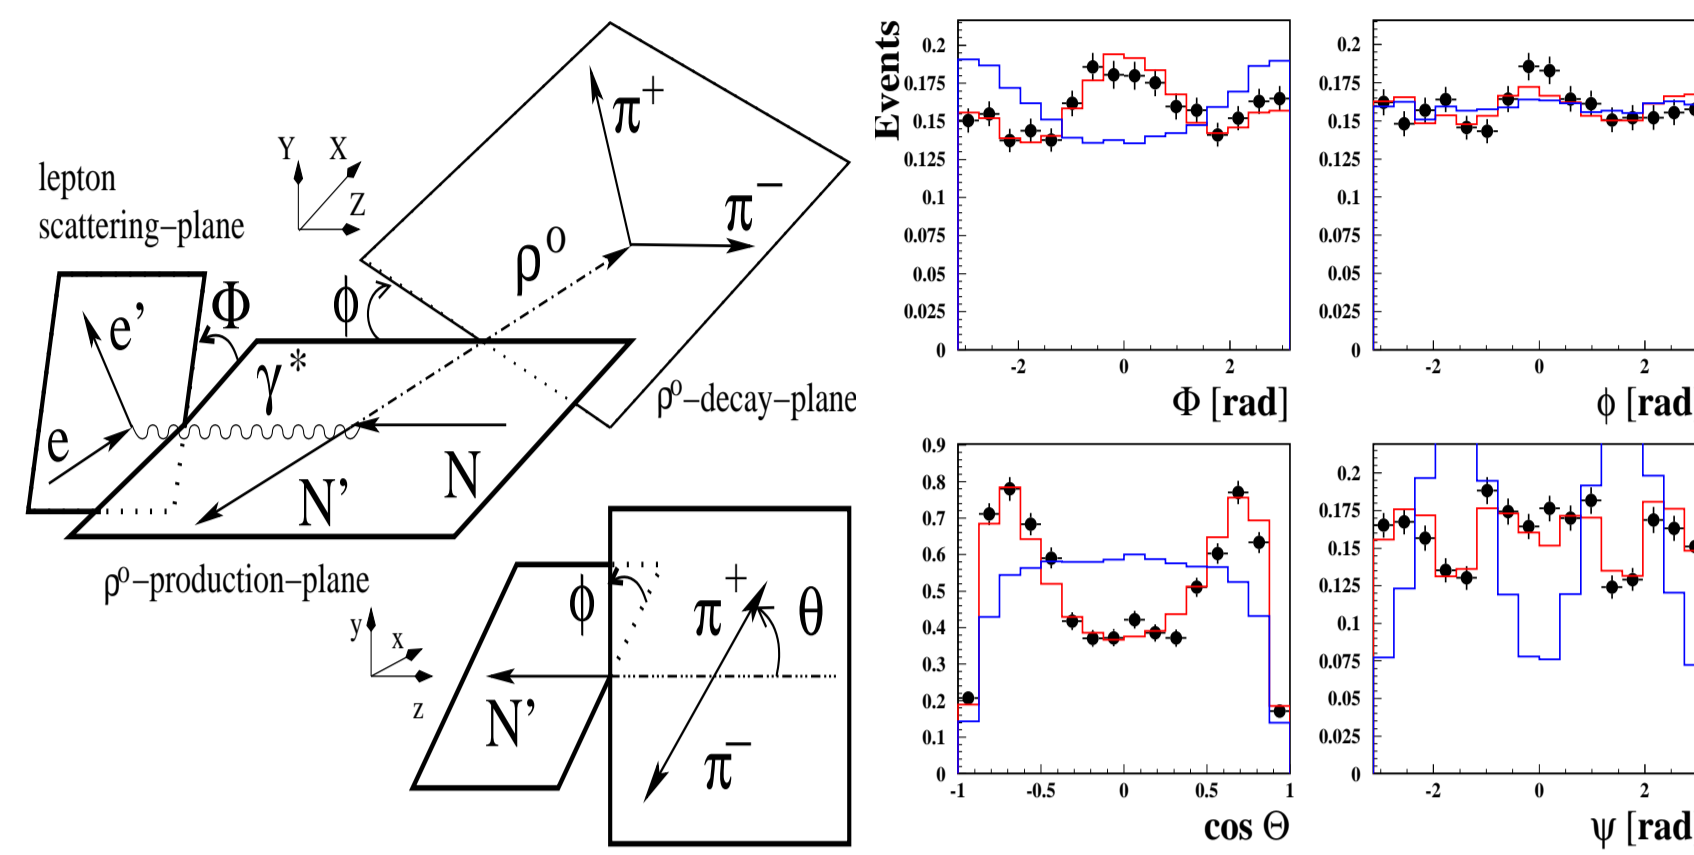 lepton
scattering−plane
Y X
Z
π+
π−
ρ0
e’
Φ
ϕ
γ*
e
N’
N
ρ0−decay−plane
ρ0−production−plane
y x
z
ϕ
π+
θ
N’
π−
Events
0.2
0.175
0.15
0.125
0.1
0.075
0.05
0.025
0
-2 0 2
Φ [rad]
0.2
0.175
0.15
0.125
0.1
0.075
0.05
0.025
0
-2 0 2
ϕ [rad
0.9
0.8
0.7
0.6
0.5
0.4
0.3
0.2
0.1
0
-1 -0.5 0 0.5 1
cos Θ
0.2
0.175
0.15
0.125
0.1
0.075
0.05
0.025
0
-2 0 2
ψ [rad